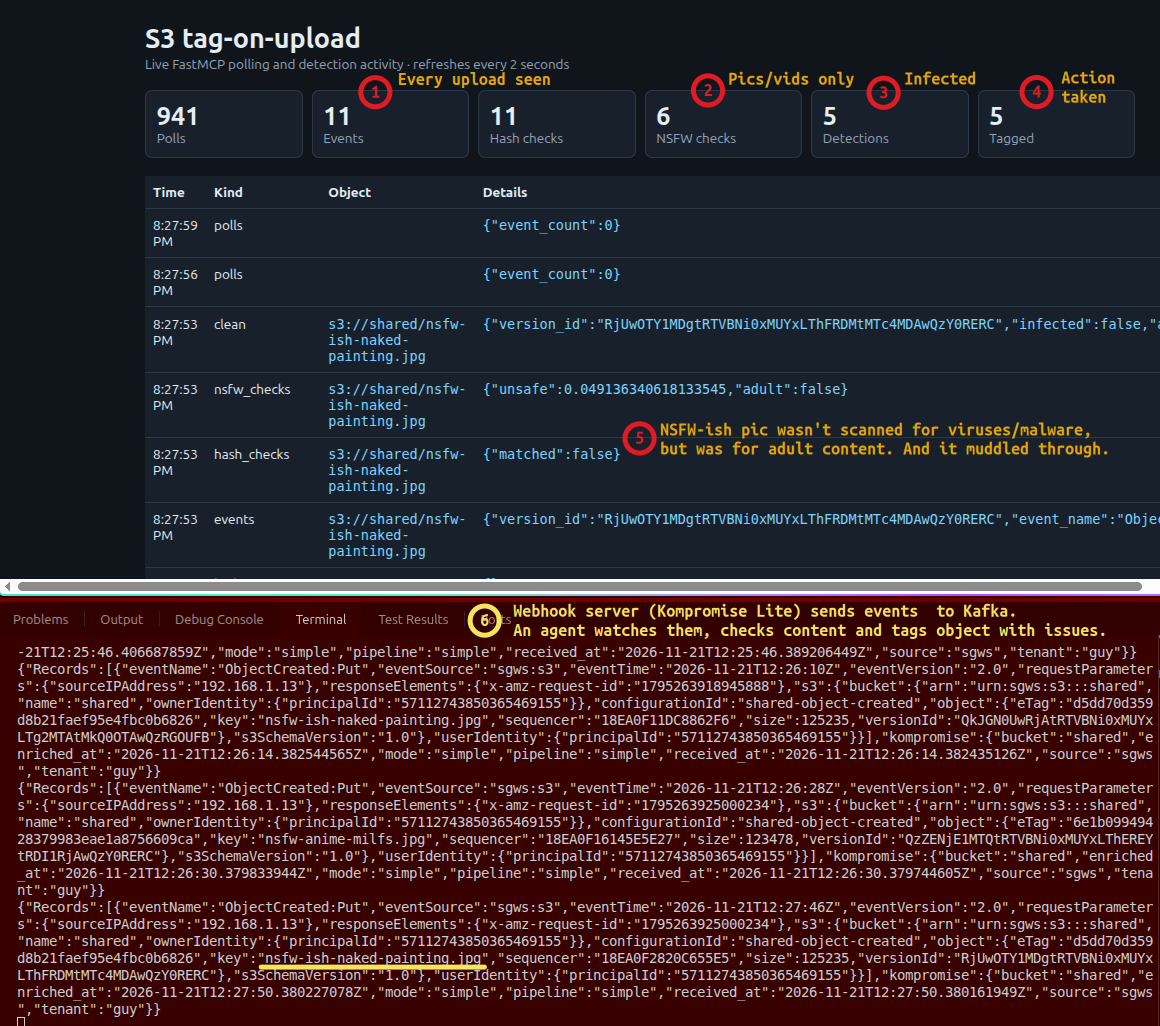 S3 tag-on-upload
Live FastMCP polling and detection activity · refreshes every 2 seconds
1 Every upload seen
2 Pics/vids only
3 Infected
4 Action
taken
941
Polls
11
Events
11
Hash checks
6
NSFW checks
5
Detections
5
Tagged
Time Kind Object Details
8:27:59 polls {"event_count":0}
PM
8:27:56 polls {"event_count":0}
PM
8:27:53 clean s3://shared/nsfw- {"version_id":"RjUwOTY1MDgtRTVBNi0xMUYxLThFRDMtMTc4MDAwQzY0RERC","infected":false,"a
PM ish-naked-
painting.jpg
8:27:53 nsfw_checks s3://shared/nsfw- {"unsafe":0.049136340618133545,"adult":false}
PM ish-naked-
painting.jpg
5 NSFW-ish pic wasn't scanned for viruses/malware,
but was for adult content. And it muddled through.
8:27:53 hash_checks s3://shared/nsfw- {"matched":false}
PM ish-naked-
painting.jpg
8:27:53 events s3://shared/nsfw- {"version_id":"RjUwOTY1MDgtRTVBNi0xMUYxLThFRDMtMTc4MDAwQzY0RERC","event_name":"Objec
PM ish-naked-
painting.jpg
Problems Output Debug Console Terminal Test Results
6 Webhook server (Kompromise Lite) sends events to Kafka.
An agent watches them, checks content and tags object with issues.
-21T12:25:46.406687859Z","mode":"simple","pipeline":"simple","received_at":"2026-11-21T12:25:46.389206449Z","source":"sgws","tenant":"guy"}}
{"Records":[{"eventName":"ObjectCreated:Put","eventSource":"sgws:s3","eventTime":"2026-11-21T12:26:10Z","eventVersion":"2.0","requestParameter
s":{"sourceIPAddress":"192.168.1.13"},"responseElements":{"x-amz-request-id":"1795263918945888"},"s3":{"bucket":{"arn":"urn:sgws:s3:::shared",
"name":"shared","ownerIdentity":{"principalId":"57112743850365469155"}},"configurationId":"shared-object-created","object":{"eTag":"d5dd70d359
d8b21faef95e4fbc0b6826","key":"nsfw-ish-naked-painting.jpg","sequencer":"18EA0F11DC8862F6","size":125235,"versionId":"QkJGN0UwRjAtRTVBNi0xMUYx
LTg2MTAtMkQ0OTAwQzRGOUFB"},"s3SchemaVersion":"1.0"},"userIdentity":{"principalId":"57112743850365469155"}}],"kompromise":{"bucket":"shared","e
nriched_at":"2026-11-21T12:26:14.382544565Z","mode":"simple","pipeline":"simple","received_at":"2026-11-21T12:26:14.382435126Z","source":"sgws
","tenant":"guy"}}
{"Records":[{"eventName":"ObjectCreated:Put","eventSource":"sgws:s3","eventTime":"2026-11-21T12:26:28Z","eventVersion":"2.0","requestParameter
s":{"sourceIPAddress":"192.168.1.13"},"responseElements":{"x-amz-request-id":"1795263925000234"},"s3":{"bucket":{"arn":"urn:sgws:s3:::shared",
"name":"shared","ownerIdentity":{"principalId":"57112743850365469155"}},"configurationId":"shared-object-created","object":{"eTag":"6e1b099494
28379983eae1a8756609ca","key":"nsfw-anime-milfs.jpg","sequencer":"18EA0F16145E5E27","size":123478,"versionId":"QzZENjE1MTQtRTVBNi0xMUYxLThEREY
tRDI1RjAwQzY0RERC"},"s3SchemaVersion":"1.0"},"userIdentity":{"principalId":"57112743850365469155"}}],"kompromise":{"bucket":"shared","enriched
_at":"2026-11-21T12:26:30.379833944Z","mode":"simple","pipeline":"simple","received_at":"2026-11-21T12:26:30.379744605Z","source":"sgws","tena
nt":"guy"}}
{"Records":[{"eventName":"ObjectCreated:Put","eventSource":"sgws:s3","eventTime":"2026-11-21T12:27:46Z","eventVersion":"2.0","requestParameter
s":{"sourceIPAddress":"192.168.1.13"},"responseElements":{"x-amz-request-id":"1795263925000234"},"s3":{"bucket":{"arn":"urn:sgws:s3:::shared",
"name":"shared","ownerIdentity":{"principalId":"57112743850365469155"}},"configurationId":"shared-object-created","object":{"eTag":"d5dd70d359
d8b21faef95e4fbc0b6826","key":"nsfw-ish-naked-painting.jpg","sequencer":"18EA0F2820C655E5","size":125235,"versionId":"RjUwOTY1MDgtRTVBNi0xMUYx
LThFRDMtMTc4MDAwQzY0RERC"},"s3SchemaVersion":"1.0"},"userIdentity":{"principalId":"57112743850365469155"}}],"kompromise":{"bucket":"shared","e
nriched_at":"2026-11-21T12:27:50.380227078Z","mode":"simple","pipeline":"simple","received_at":"2026-11-21T12:27:50.380161949Z","source":"sgws
","tenant":"guy"}}